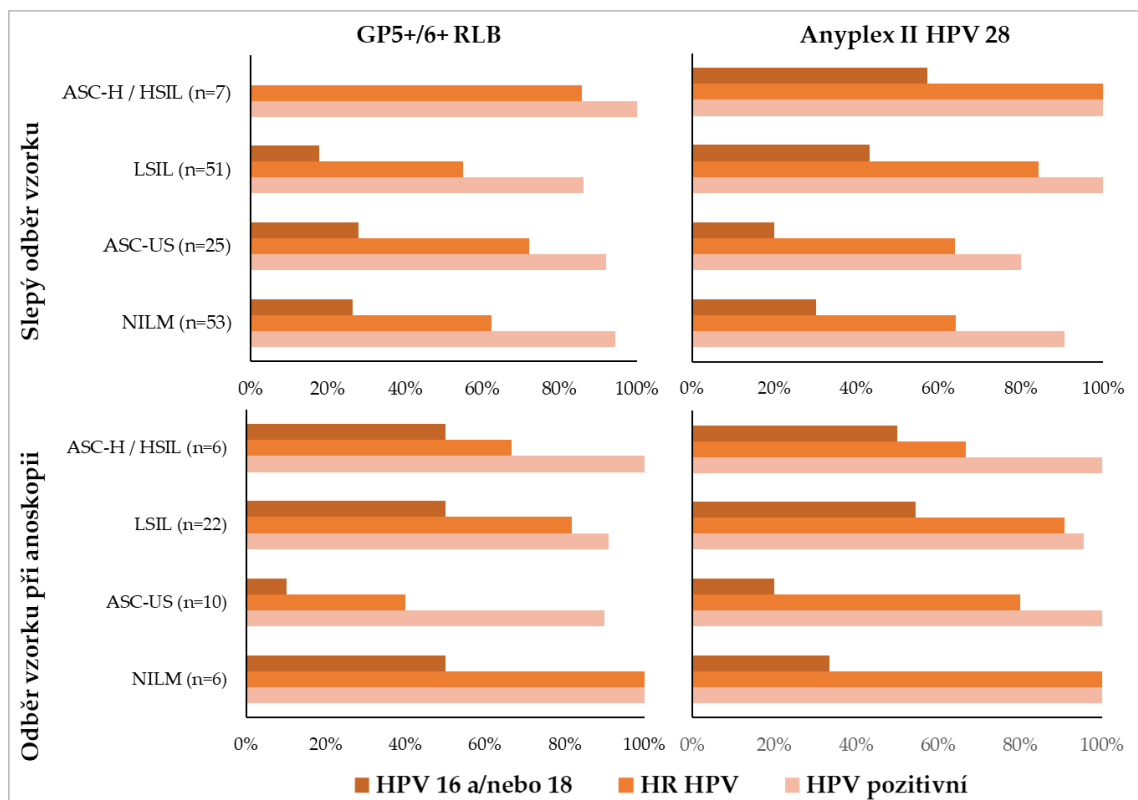 GP5+/6+ RLB
Anyplex II HPV 28
Slepý odběr vzorku
ASC-H / HSIL (n=7)
LSIL (n=51)
ASC-US (n=25)
NILM (n=53)
0% 20% 40% 60% 80% 100%
0% 20% 40% 60% 80% 100%
Odběr vzorku při anoskopii
ASC-H / HSIL (n=6)
LSIL (n=22)
ASC-US (n=10)
NILM (n=6)
0% 20% 40% 60% 80% 100%
0% 20% 40% 60% 80% 100%
HPV 16 a/nebo 18 HR HPV HPV pozitivní